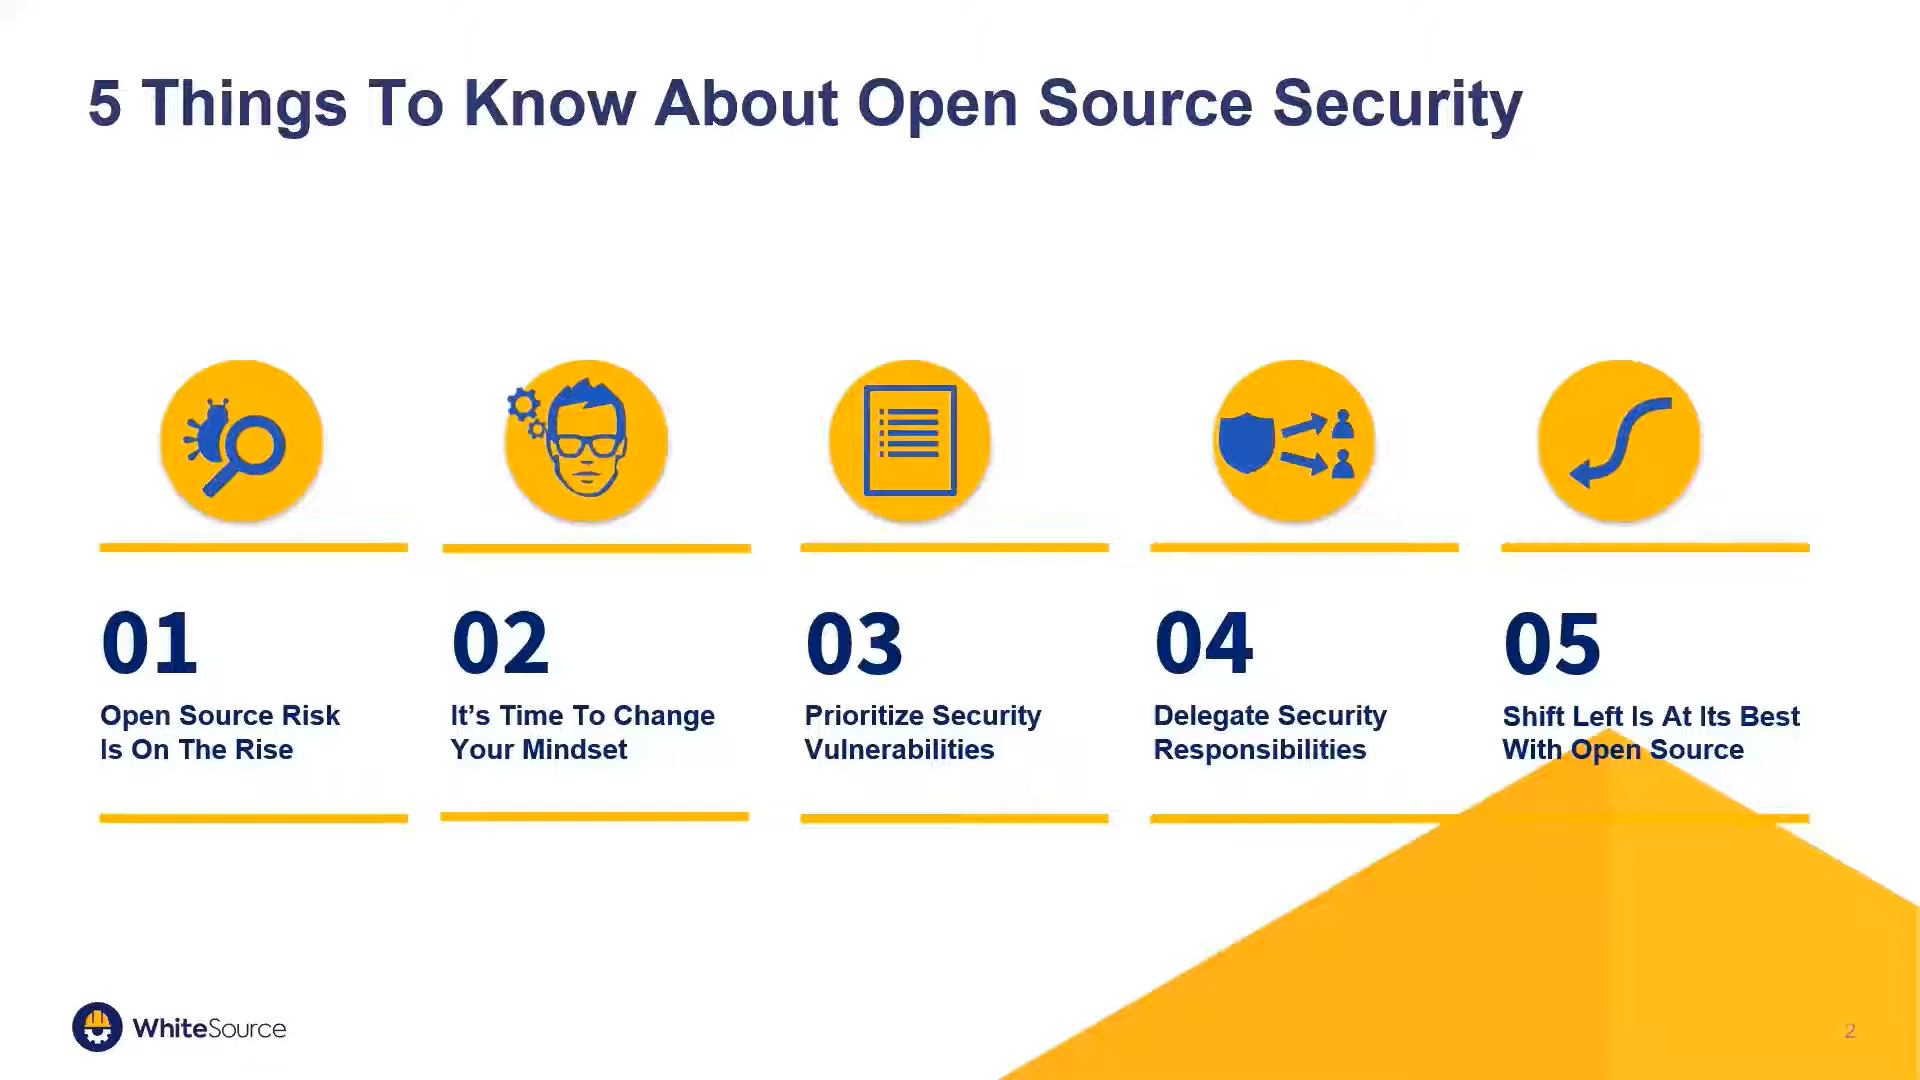 5 Things To Know About Open Source Security
01
Open Source Risk
Is On The Rise
02
It’s Time To Change
Your Mindset
03
Prioritize Security
Vulnerabilities
04
Delegate Security
Responsibilities
05
Shift Left Is At Its Best
With Open Source
WhiteSource
2